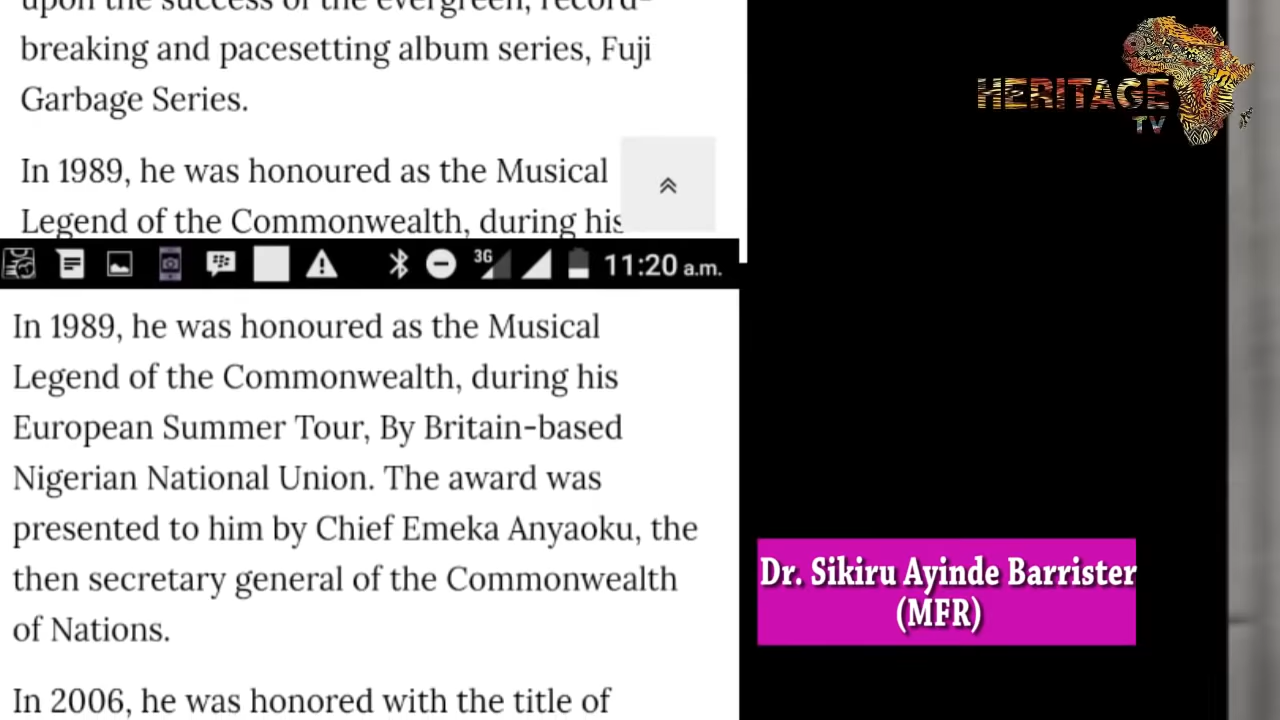 upon the success of the evergreen, record-
breaking and pacesetting album series, Fuji
Garbage Series.
In 1989, he was honoured as the Musical
Legend of the Commonwealth, during his
3G 11:20 a.m.
In 1989, he was honoured as the Musical
Legend of the Commonwealth, during his
European Summer Tour, By Britain-based
Nigerian National Union. The award was
presented to him by Chief Emeka Anyaoku, the
then secretary general of the Commonwealth
of Nations.
In 2006, he was honored with the title of
HERITAGE
TV
Dr. Sikiru Ayinde Barrister
(MFR)